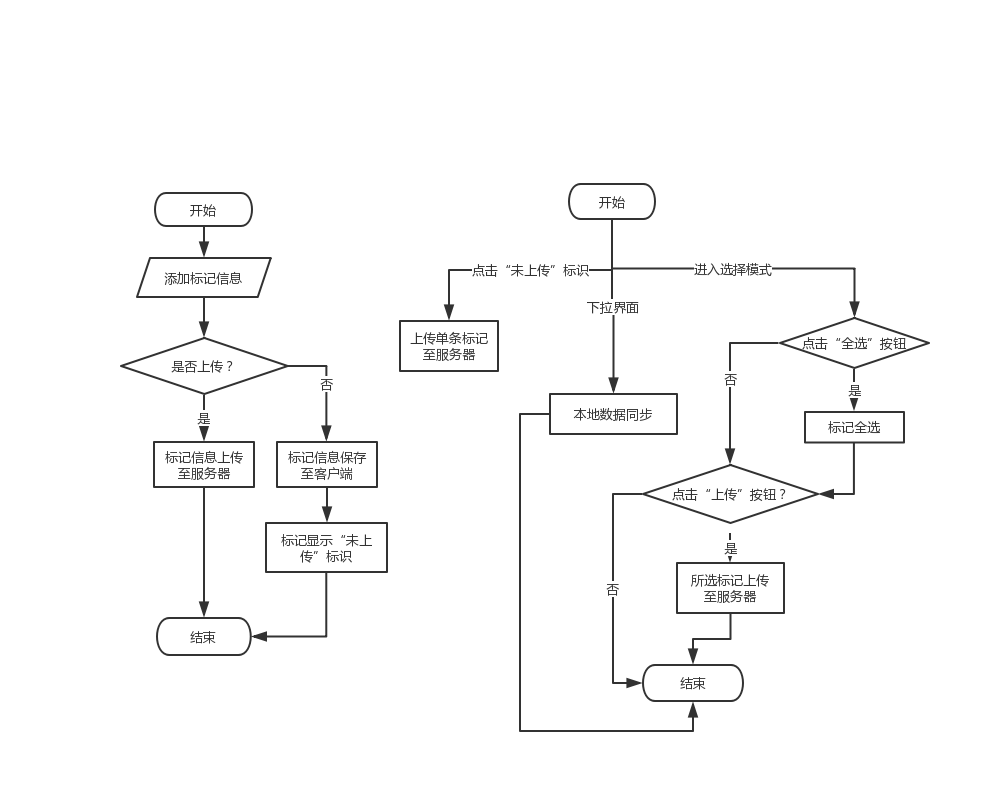 开始
添加标记信息
是否上传？
否
是
标记信息上传
至服务器
标记信息保存
至客户端
标记显示“未上
传”标识
结束
开始
点击“未上传”标识
进入选择模式
下拉界面
上传单条标记
至服务器
点击“全选”按钮
否
是
本地数据同步
标记全选
点击“上传”按钮？
是
否
所选标记上传
至服务器
结束